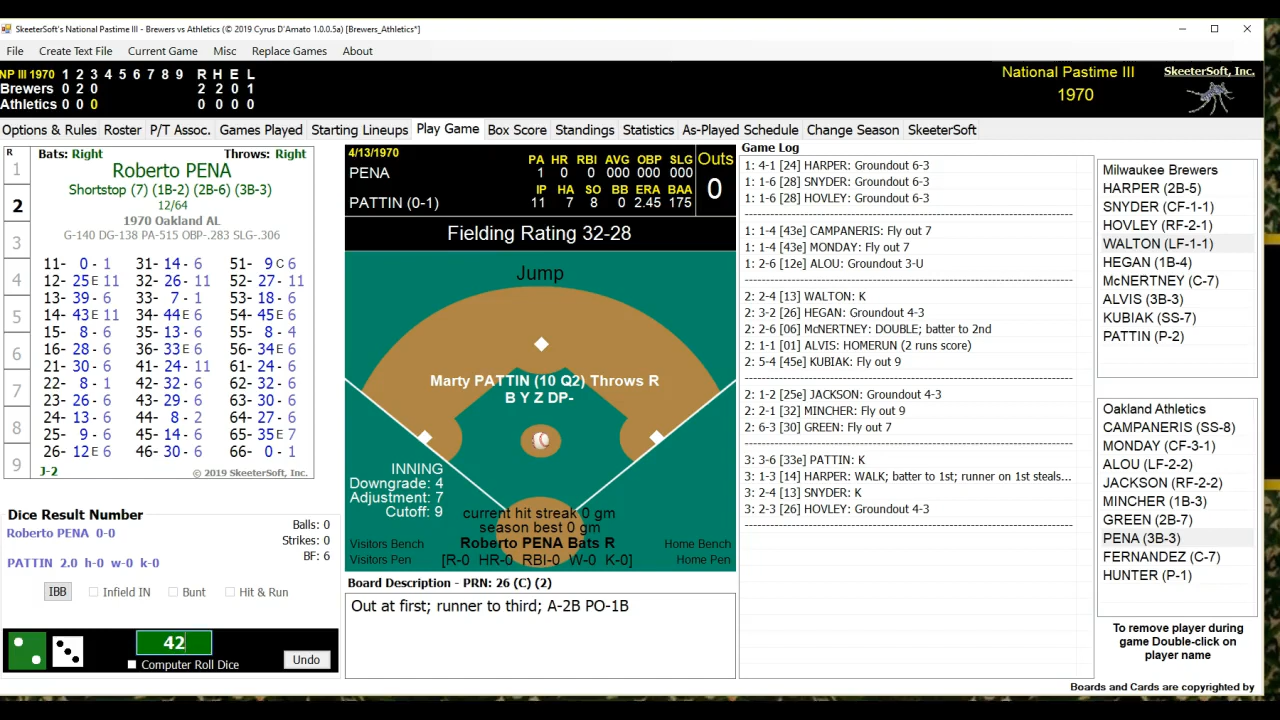 SkeeterSoft's National Pastime III - Brewers vs Athletics (© 2019 Cyrus D'Amato 1.0.0.5a) [Brewers_Athletics*]
File Create Text File Current Game Misc Replace Games About
NP III 1970 1 2 3 4 5 6 7 8 9 R H E L
Brewers 0 2 0 2 2 0 1
Athletics 0 0 0 0 0 0 0
National Pastime III
1970
SkeeterSoft, Inc.
Options & Rules Roster P/T Assoc. Games Played Starting Lineups Play Game Box Score Standings Statistics As-Played Schedule Change Season SkeeterSoft
R
1
2
3
4
5
6
7
8
9
Bats: Right Throws: Right
Roberto PENA
Shortstop (7) (1B-2) (2B-6) (3B-3)
12/64
1970 Oakland AL
G-140 DG-138 PA-515 OBP-.283 SLG-.306
11- 0 - 1 31- 14 - 6 51- 9 C 6
12- 25 E 11 32- 26 - 11 52- 27 - 11
13- 39 - 6 33- 7 - 1 53- 18 - 6
14- 43 E 11 34- 44 E 6 54- 45 E 6
15- 8 - 6 35- 13 - 6 55- 8 - 4
16- 28 - 6 36- 33 E 6 56- 34 E 6
21- 30 - 6 41- 24 - 11 61- 24 - 6
22- 8 - 1 42- 32 - 6 62- 32 - 6
23- 26 - 6 43- 29 - 6 63- 30 - 6
24- 13 - 6 44- 8 - 2 64- 27 - 6
25- 9 - 6 45- 14 - 6 65- 35 E 7
26- 12 E 6 46- 30 - 6 66- 0 - 1
J-2 © 2019 SkeeterSoft, Inc.
Dice Result Number
Roberto PENA 0-0
PATTIN 2.0 h-0 w-0 k-0
Balls: 0
Strikes: 0
BF: 6
IBB Infield IN Bunt Hit & Run
42
Computer Roll Dice
Undo
4/13/1970
PA HR RBI AVG OBP SLG
PENA 1 0 0 000 000 000
IP HA SO BB ERA BAA
PATTIN (0-1) 11 7 8 0 2.45 175
Outs
0
Fielding Rating 32-28
Jump
Marty PATTIN (10 Q2) Throws R
B Y Z DP-
INNING
Downgrade: 4
Adjustment: 7
Cutoff: 9
current hit streak 0 gm
season best 0 gm
Visitors Bench Roberto PENA Bats R Home Bench
Visitors Pen [R-0 HR-0 RBI-0 W-0 K-0] Home Pen
Board Description - PRN: 26 (C) (2)
Out at first; runner to third; A-2B PO-1B
Game Log
1: 4-1 [24] HARPER: Groundout 6-3
1: 1-6 [28] SNYDER: Groundout 6-3
1: 1-6 [28] HOVLEY: Groundout 6-3
1: 1-4 [43e] CAMPANERIS: Fly out 7
1: 1-4 [43e] MONDAY: Fly out 7
1: 2-6 [12e] ALOU: Groundout 3-U
2: 2-4 [13] WALTON: K
2: 3-2 [26] HEGAN: Groundout 4-3
2: 2-6 [06] McNERTNEY: DOUBLE; batter to 2nd
2: 1-1 [01] ALVIS: HOMERUN (2 runs score)
2: 5-4 [45e] KUBIAK: Fly out 9
2: 1-2 [25e] JACKSON: Groundout 4-3
2: 2-1 [32] MINCHER: Fly out 9
2: 6-3 [30] GREEN: Fly out 7
3: 3-6 [33e] PATTIN: K
3: 1-3 [14] HARPER: WALK; batter to 1st; runner on 1st steals...
3: 2-4 [13] SNYDER: K
3: 2-3 [26] HOVLEY: Groundout 4-3
Milwaukee Brewers
HARPER (2B-5)
SNYDER (CF-1-1)
HOVLEY (RF-2-1)
WALTON (LF-1-1)
HEGAN (1B-4)
McNERTNEY (C-7)
ALVIS (3B-3)
KUBIAK (SS-7)
PATTIN (P-2)
Oakland Athletics
CAMPANERIS (SS-8)
MONDAY (CF-3-1)
ALOU (LF-2-2)
JACKSON (RF-2-2)
MINCHER (1B-3)
GREEN (2B-7)
PENA (3B-3)
FERNANDEZ (C-7)
HUNTER (P-1)
To remove player during
game Double-click on
player name
Boards and Cards are copyrighted by